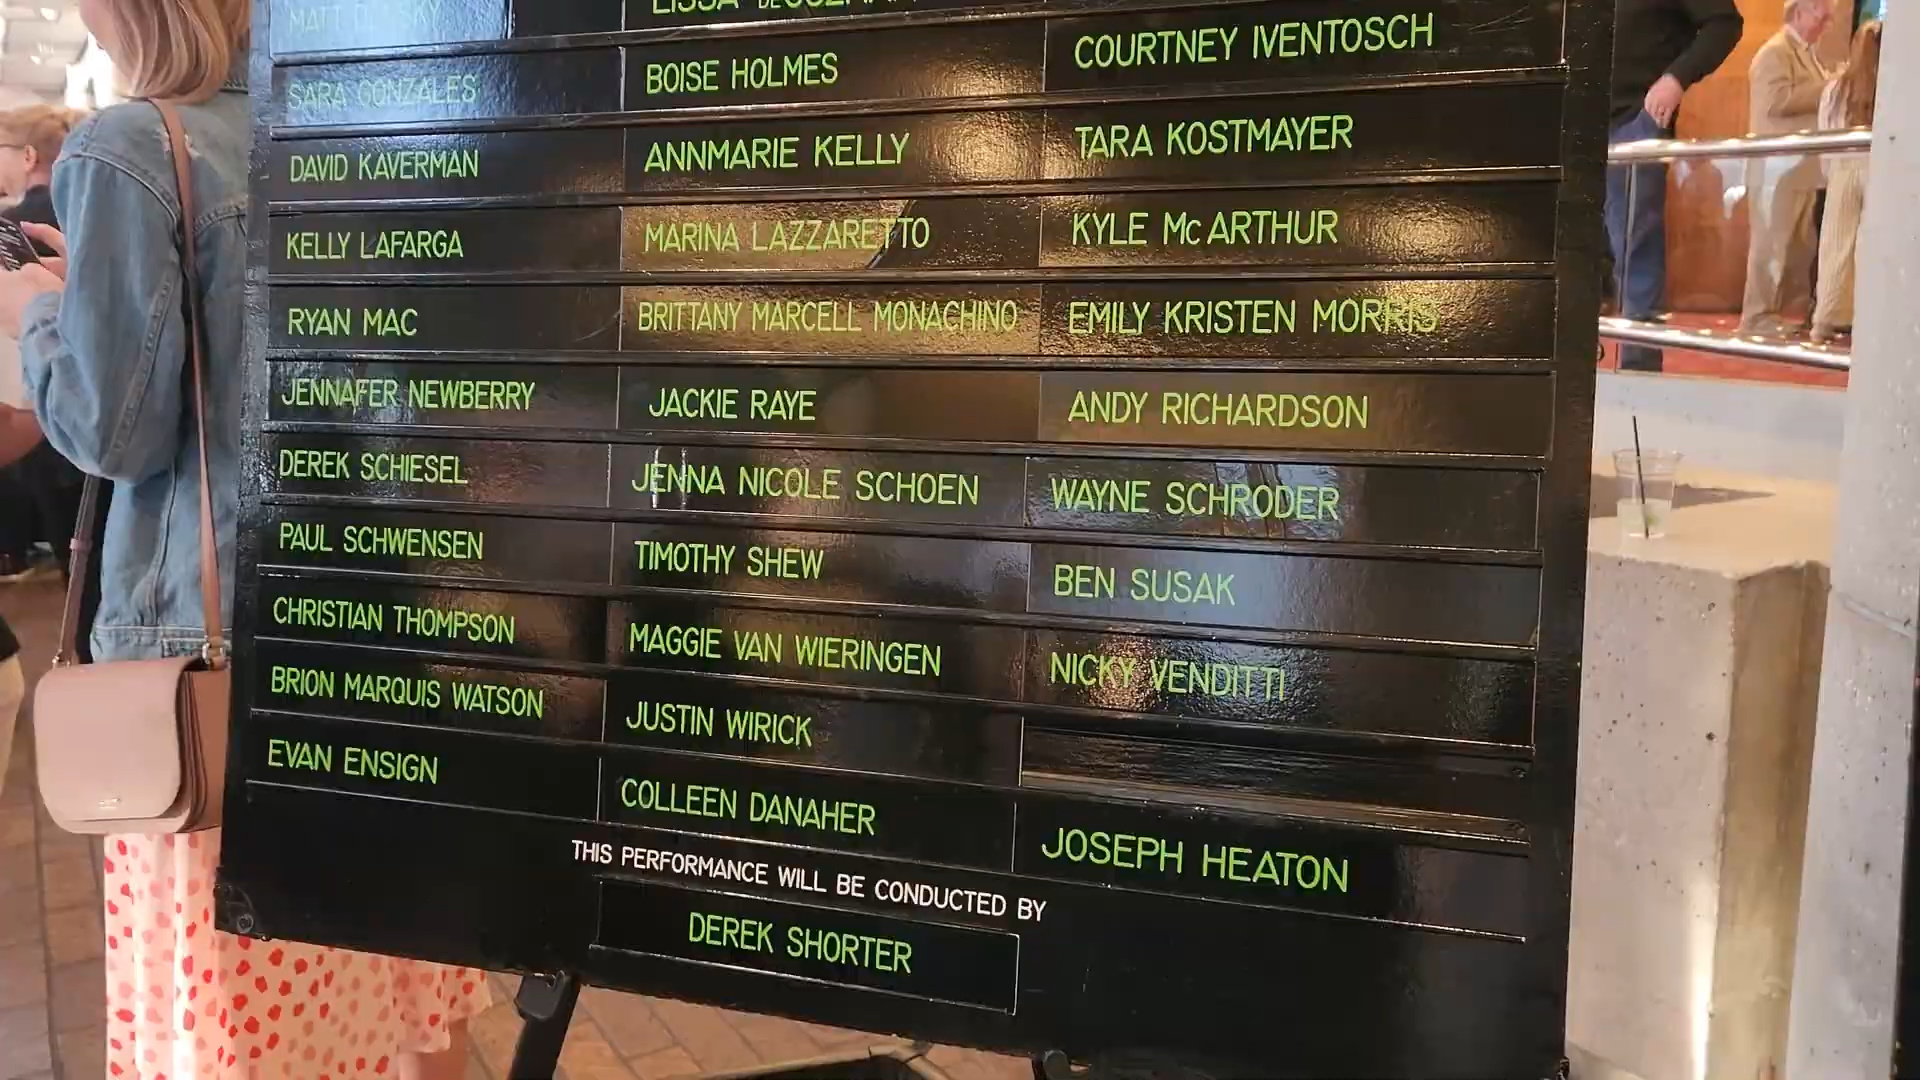 SARA GONZALES
BOISE HOLMES
COURTNEY IVENTOSCH
DAVID KAVERMAN
ANNMARIE KELLY
TARA KOSTMAYER
KELLY LAFARGA
MARINA LAZZARETTO
KYLE Mc ARTHUR
RYAN MAC
BRITTANY MARCELL MONACHINO
EMILY KRISTEN MORRIS
JENNAFER NEWBERRY
JACKIE RAYE
ANDY RICHARDSON
DEREK SCHIESEL
JENNA NICOLE SCHOEN
WAYNE SCHRODER
PAUL SCHWENSEN
TIMOTHY SHEW
BEN SUSAK
CHRISTIAN THOMPSON
MAGGIE VAN WIERINGEN
NICKY VENDITTI
BRION MARQUIS WATSON
JUSTIN WIRICK
EVAN ENSIGN
COLLEEN DANAHER
JOSEPH HEATON
THIS PERFORMANCE WILL BE CONDUCTED BY
DEREK SHORTER